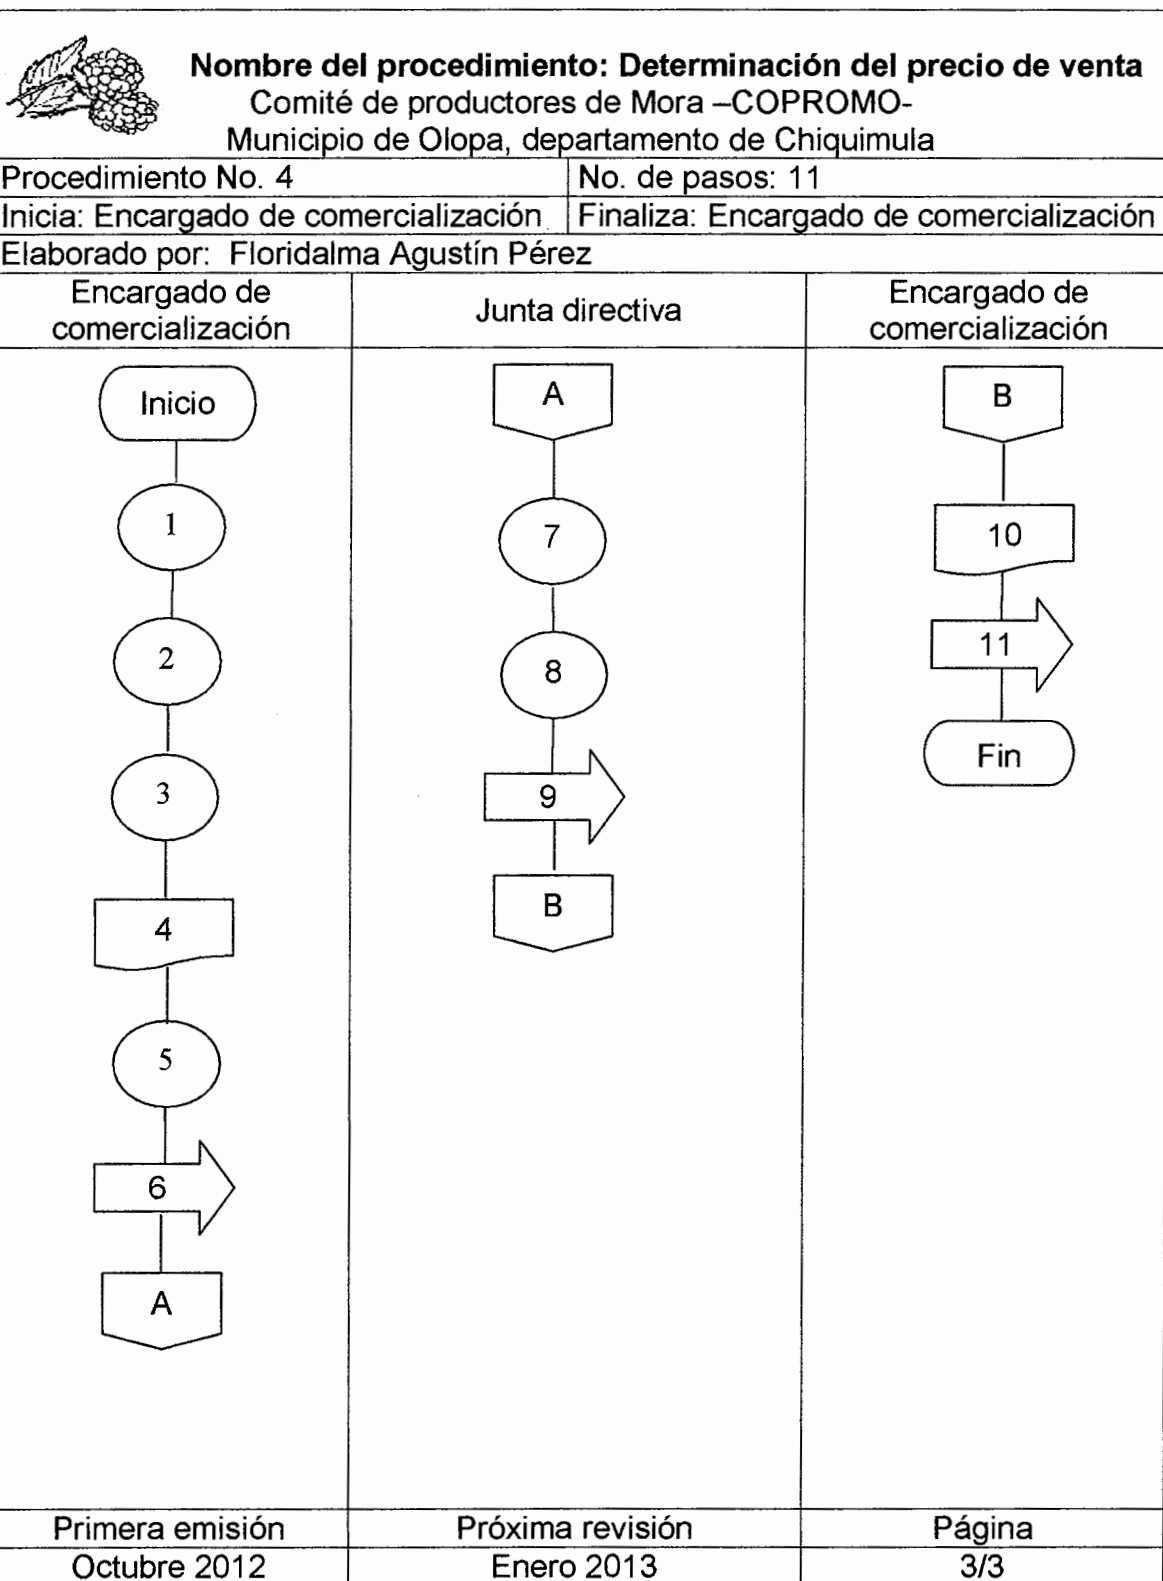 Nombre del procedimiento: Determinación del precio de venta
Comité de productores de Mora –COPROMO-
Municipio de Olopa, departamento de Chiquimula
Procedimiento No. 4
No. de pasos: 11
Inicia: Encargado de comercialización
Finaliza: Encargado de comercialización
Elaborado por: Floridalma Agustín Pérez
Encargado de
comercialización
Junta directiva
Encargado de
comercialización
Inicio
1
2
3
4
5
6
A
A
7
8
9
B
B
10
11
Fin
Primera emisión
Próxima revisión
Página
Octubre 2012
Enero 2013
3/3